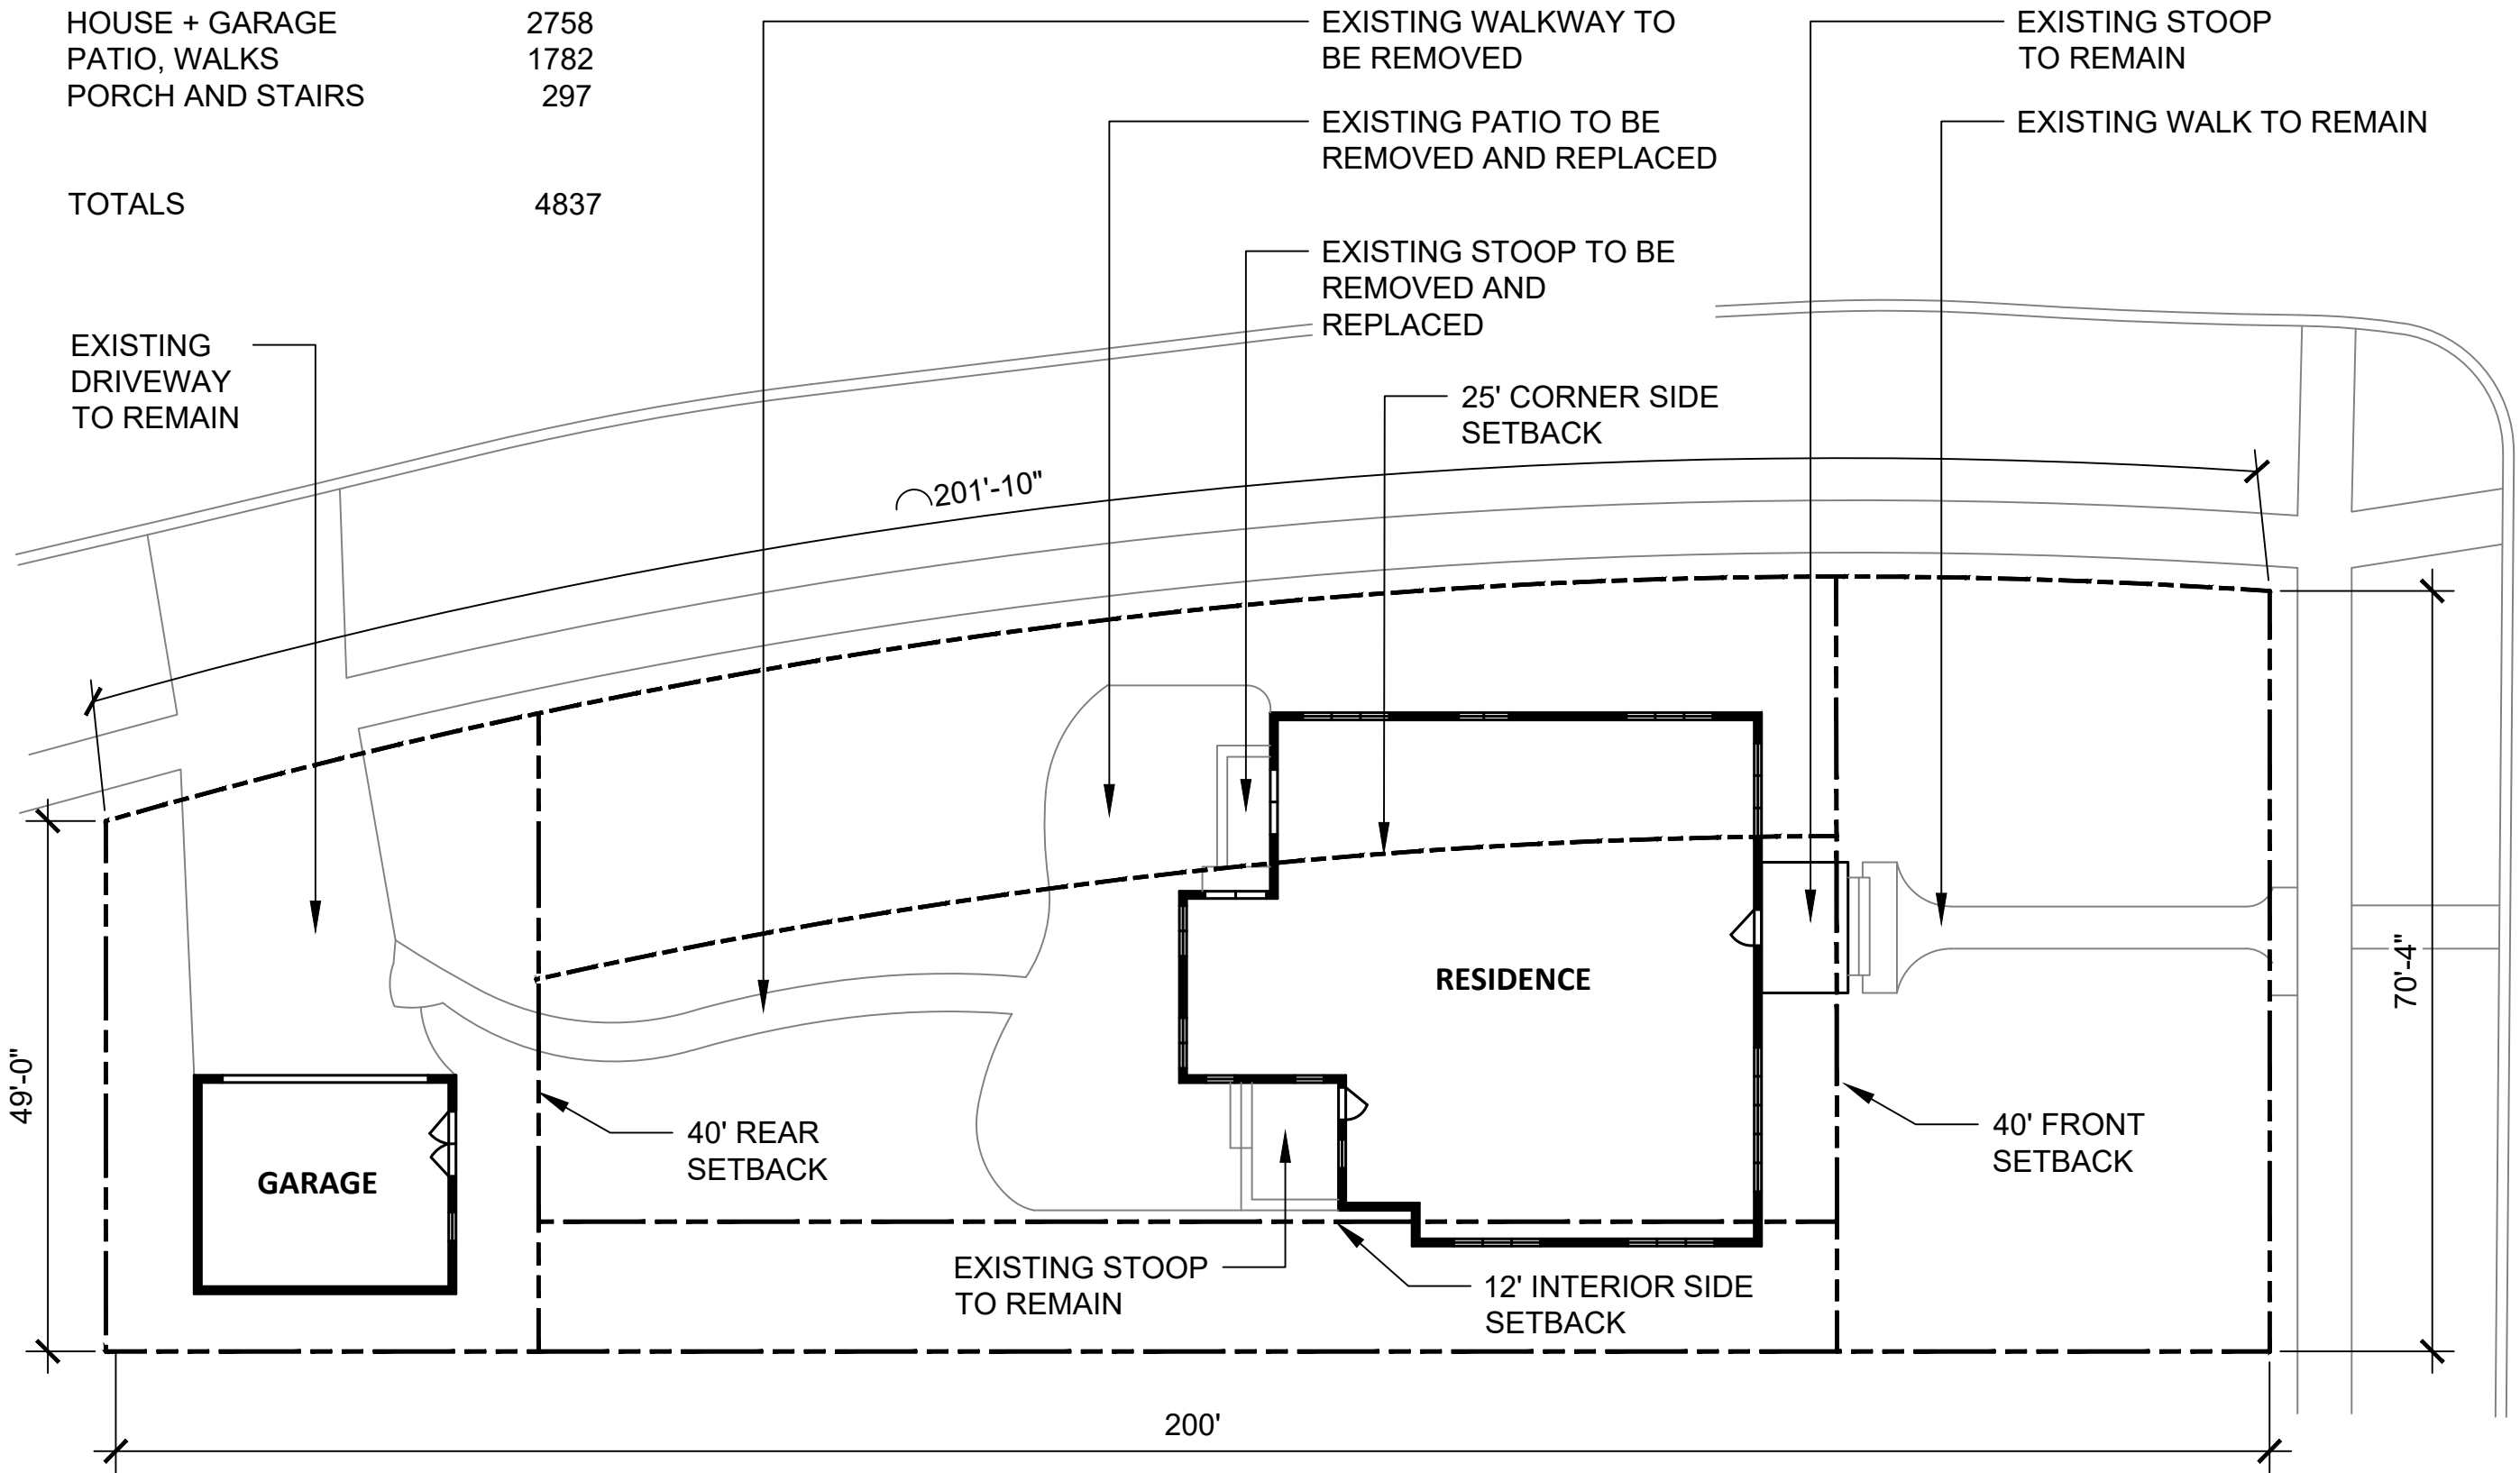 HOUSE + GARAGE 2758
PATIO, WALKS 1782
PORCH AND STAIRS 297
TOTALS 4837
EXISTING WALKWAY TO
BE REMOVED
EXISTING STOOP
TO REMAIN
EXISTING PATIO TO BE
REMOVED AND REPLACED
EXISTING WALK TO REMAIN
EXISTING STOOP TO BE
REMOVED AND
REPLACED
EXISTING
DRIVEWAY
TO REMAIN
25' CORNER SIDE
SETBACK
201'-10"
RESIDENCE
70'-4"
49'-0"
40' REAR
SETBACK
40' FRONT
SETBACK
GARAGE
EXISTING STOOP
TO REMAIN
12' INTERIOR SIDE
SETBACK
200'